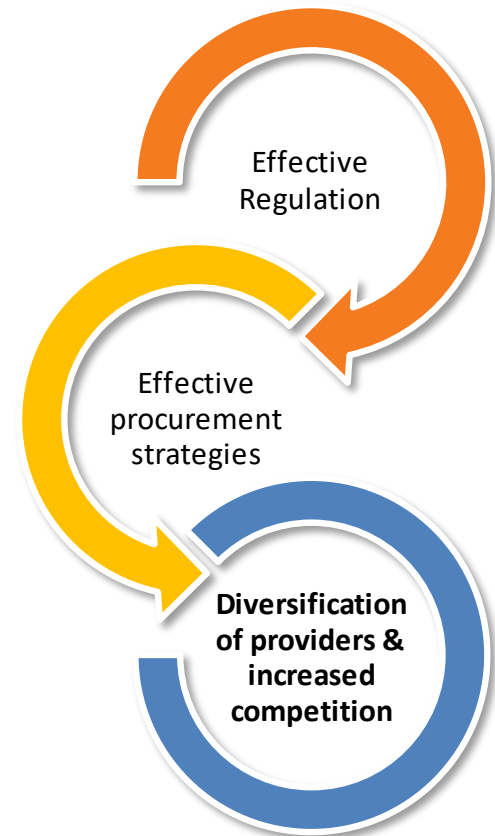 Effective
Regulation
Effective
procurement
strategies
Diversification
of providers &
increased
competition